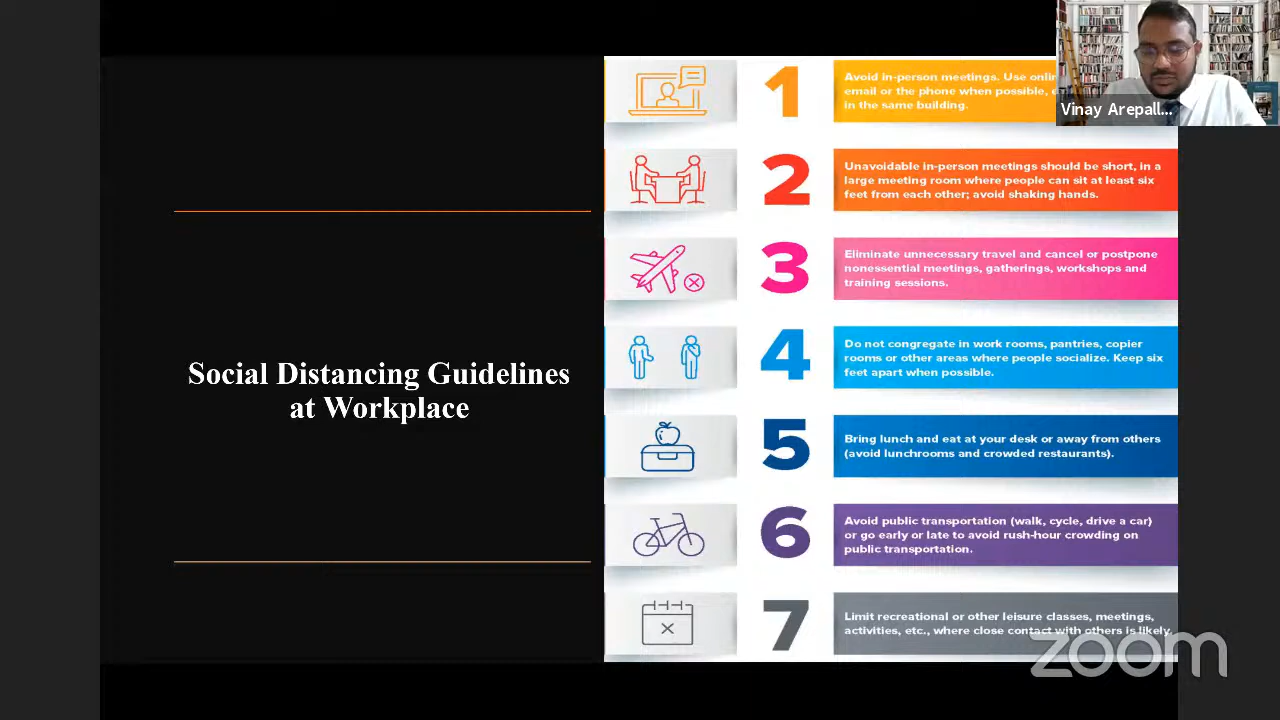 Social Distancing Guidelines
at Workplace
1
Avoid in-person meetings. Use
email or the phone when possible,
in the same building.
2
Unavoidable in-person meetings should be short, in a
large meeting room where people can sit at least six
feet from each other; avoid shaking hands.
3
Eliminate unnecessary travel and cancel or postpone
nonessential meetings, gatherings, workshops and
training sessions.
4
Do not congregate in work rooms, pantries, copier
rooms or other areas where people socialize. Keep six
feet apart when possible.
5
Bring lunch and eat at your desk or away from others
(avoid lunchrooms and crowded restaurants).
6
Avoid public transportation (walk, cycle, drive a car)
or go early or late to avoid rush-hour crowding on
public transportation.
7
Limit recreational or other leisure classes, meetings,
activities, etc., where close contact with others is likely.
Vinay Arepall...
zoom